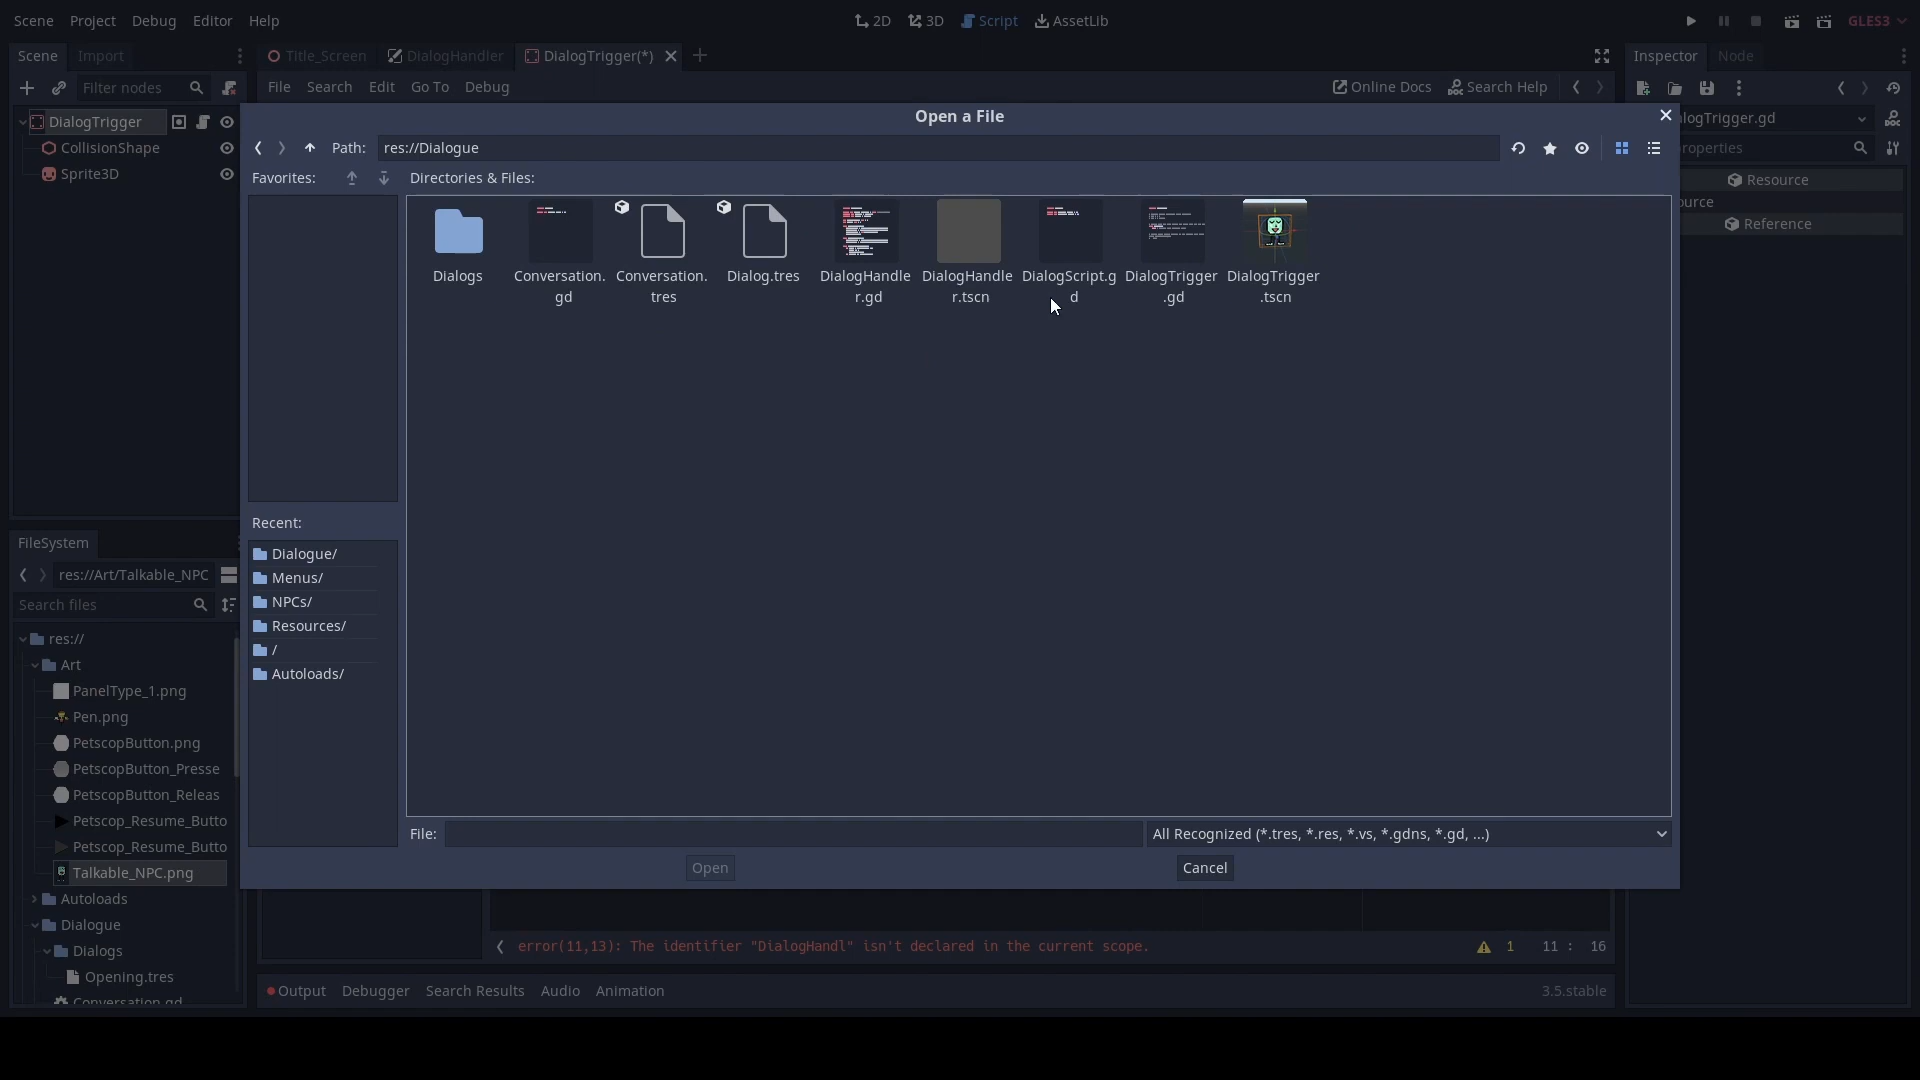 Scene Project Debug Editor Help 2D 3D Script AssetLib GLES3
Scene Import Title_Screen DialogHandler DialogTrigger(*) Inspector Node
Filter nodes File Search Edit Go To Debug Online Docs Search Help
DialogTrigger Open a File logTrigger.gd
CollisionShape Path: res://Dialogue roperties
Sprite3D Favorites: Directories & Files: Resource
ource
Reference
Dialogs Conversation. Conversation. Dialog.tres DialogHandle DialogHandle DialogScript.g DialogTrigger DialogTrigger
gd tres r.gd r.tscn d .gd .tscn
Recent:
FileSystem Dialogue/
res://Art/Talkable_NPC Menus/
Search files NPCs/
res:// Resources/
Art /
PanelType_1.png Autoloads/
Pen.png
PetscopButton.png
PetscopButton_Presse
PetscopButton_Releas
Petscop_Resume_Butto File: All Recognized (*.tres, *.res, *.vs, *.gdns, *.gd, ...)
Petscop_Resume_Butto
Talkable_NPC.png Open Cancel
Autoloads
Dialogue
Dialogs error(11,13): The identifier "DialogHandl" isn't declared in the current scope. 1 11 : 16
Opening.tres
Conversation.gd Output Debugger Search Results Audio Animation 3.5.stable